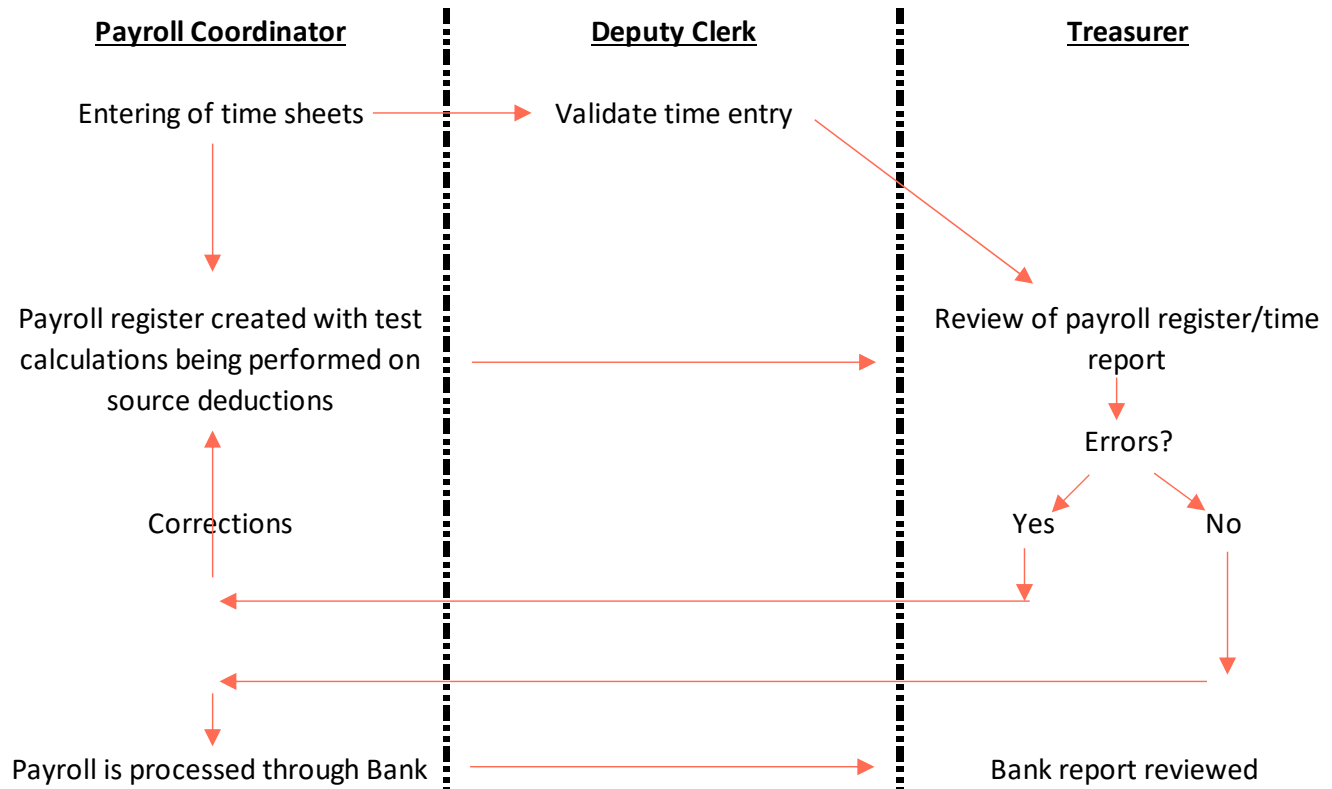 Payroll Coordinator
Deputy Clerk
Treasurer
Entering of time sheets
Validate time entry
Payroll register created with test
calculations being performed on
source deductions
Review of payroll register/time
report
Errors?
Corrections
Yes
No
Payroll is processed through Bank
Bank report reviewed